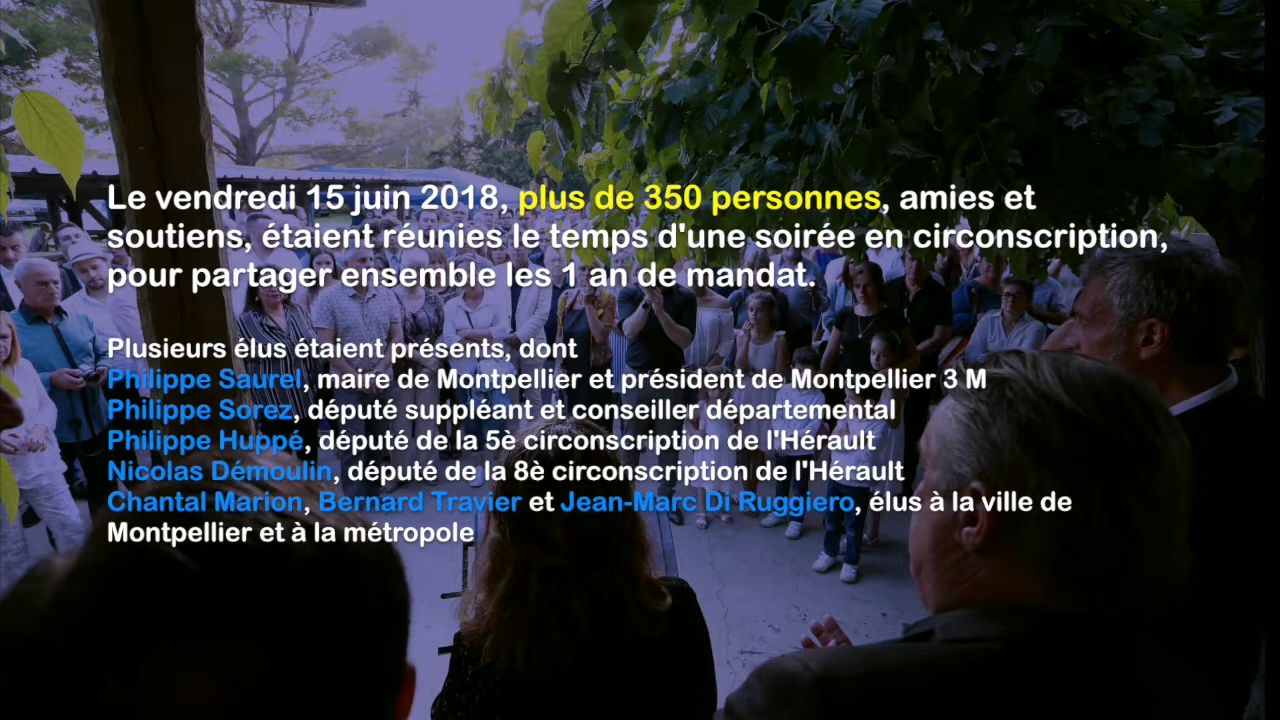 Le vendredi 15 juin 2018, plus de 350 personnes, amies et
soutiens, étaient réunies le temps d'une soirée en circonscription,
pour partager ensemble les 1 an de mandat.
Plusieurs élus étaient présents, dont
Philippe Saurel, maire de Montpellier et président de Montpellier 3 M
Philippe Sorez, député suppléant et conseiller départemental
Philippe Huppé, député de la 5è circonscription de l'Hérault
Nicolas Démoulin, député de la 8è circonscription de l'Hérault
Chantal Marion, Bernard Travier et Jean-Marc Di Ruggiero, élus à la ville de
Montpellier et à la métropole